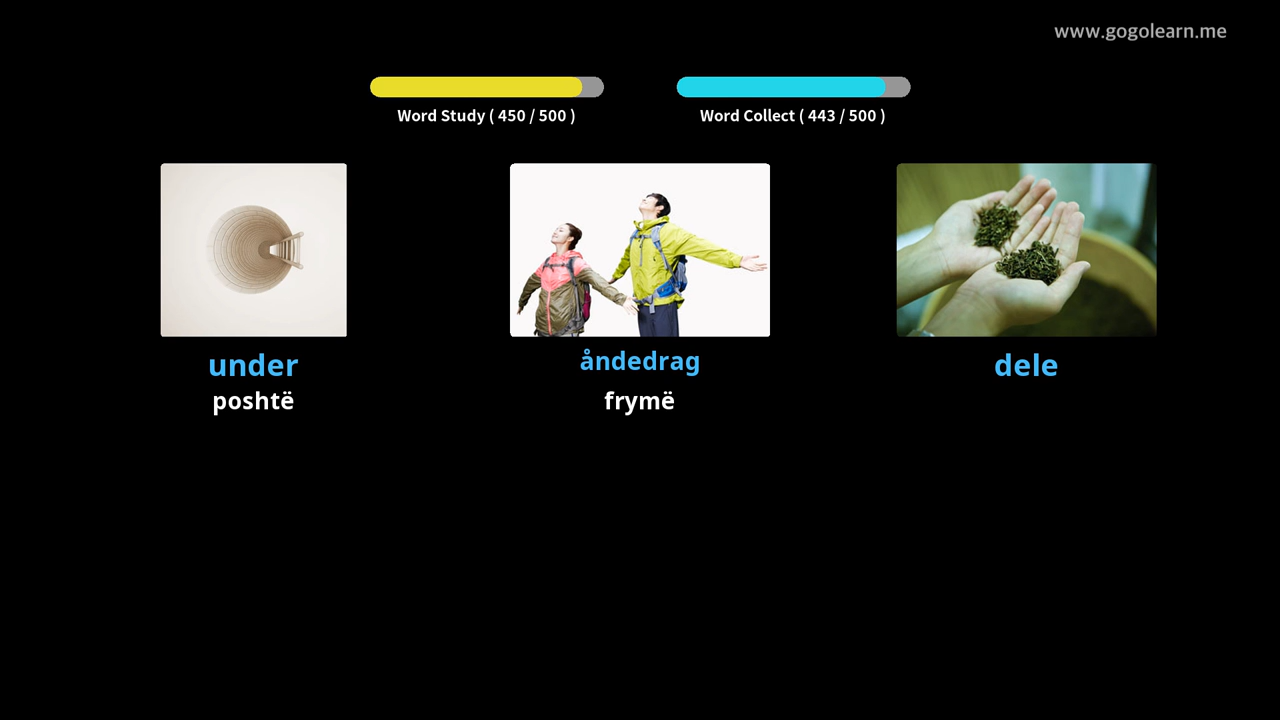 www.gogolearn.me
Word Study ( 450 / 500 )
Word Collect ( 443 / 500 )
under
poshtë
åndedrag
frymë
dele